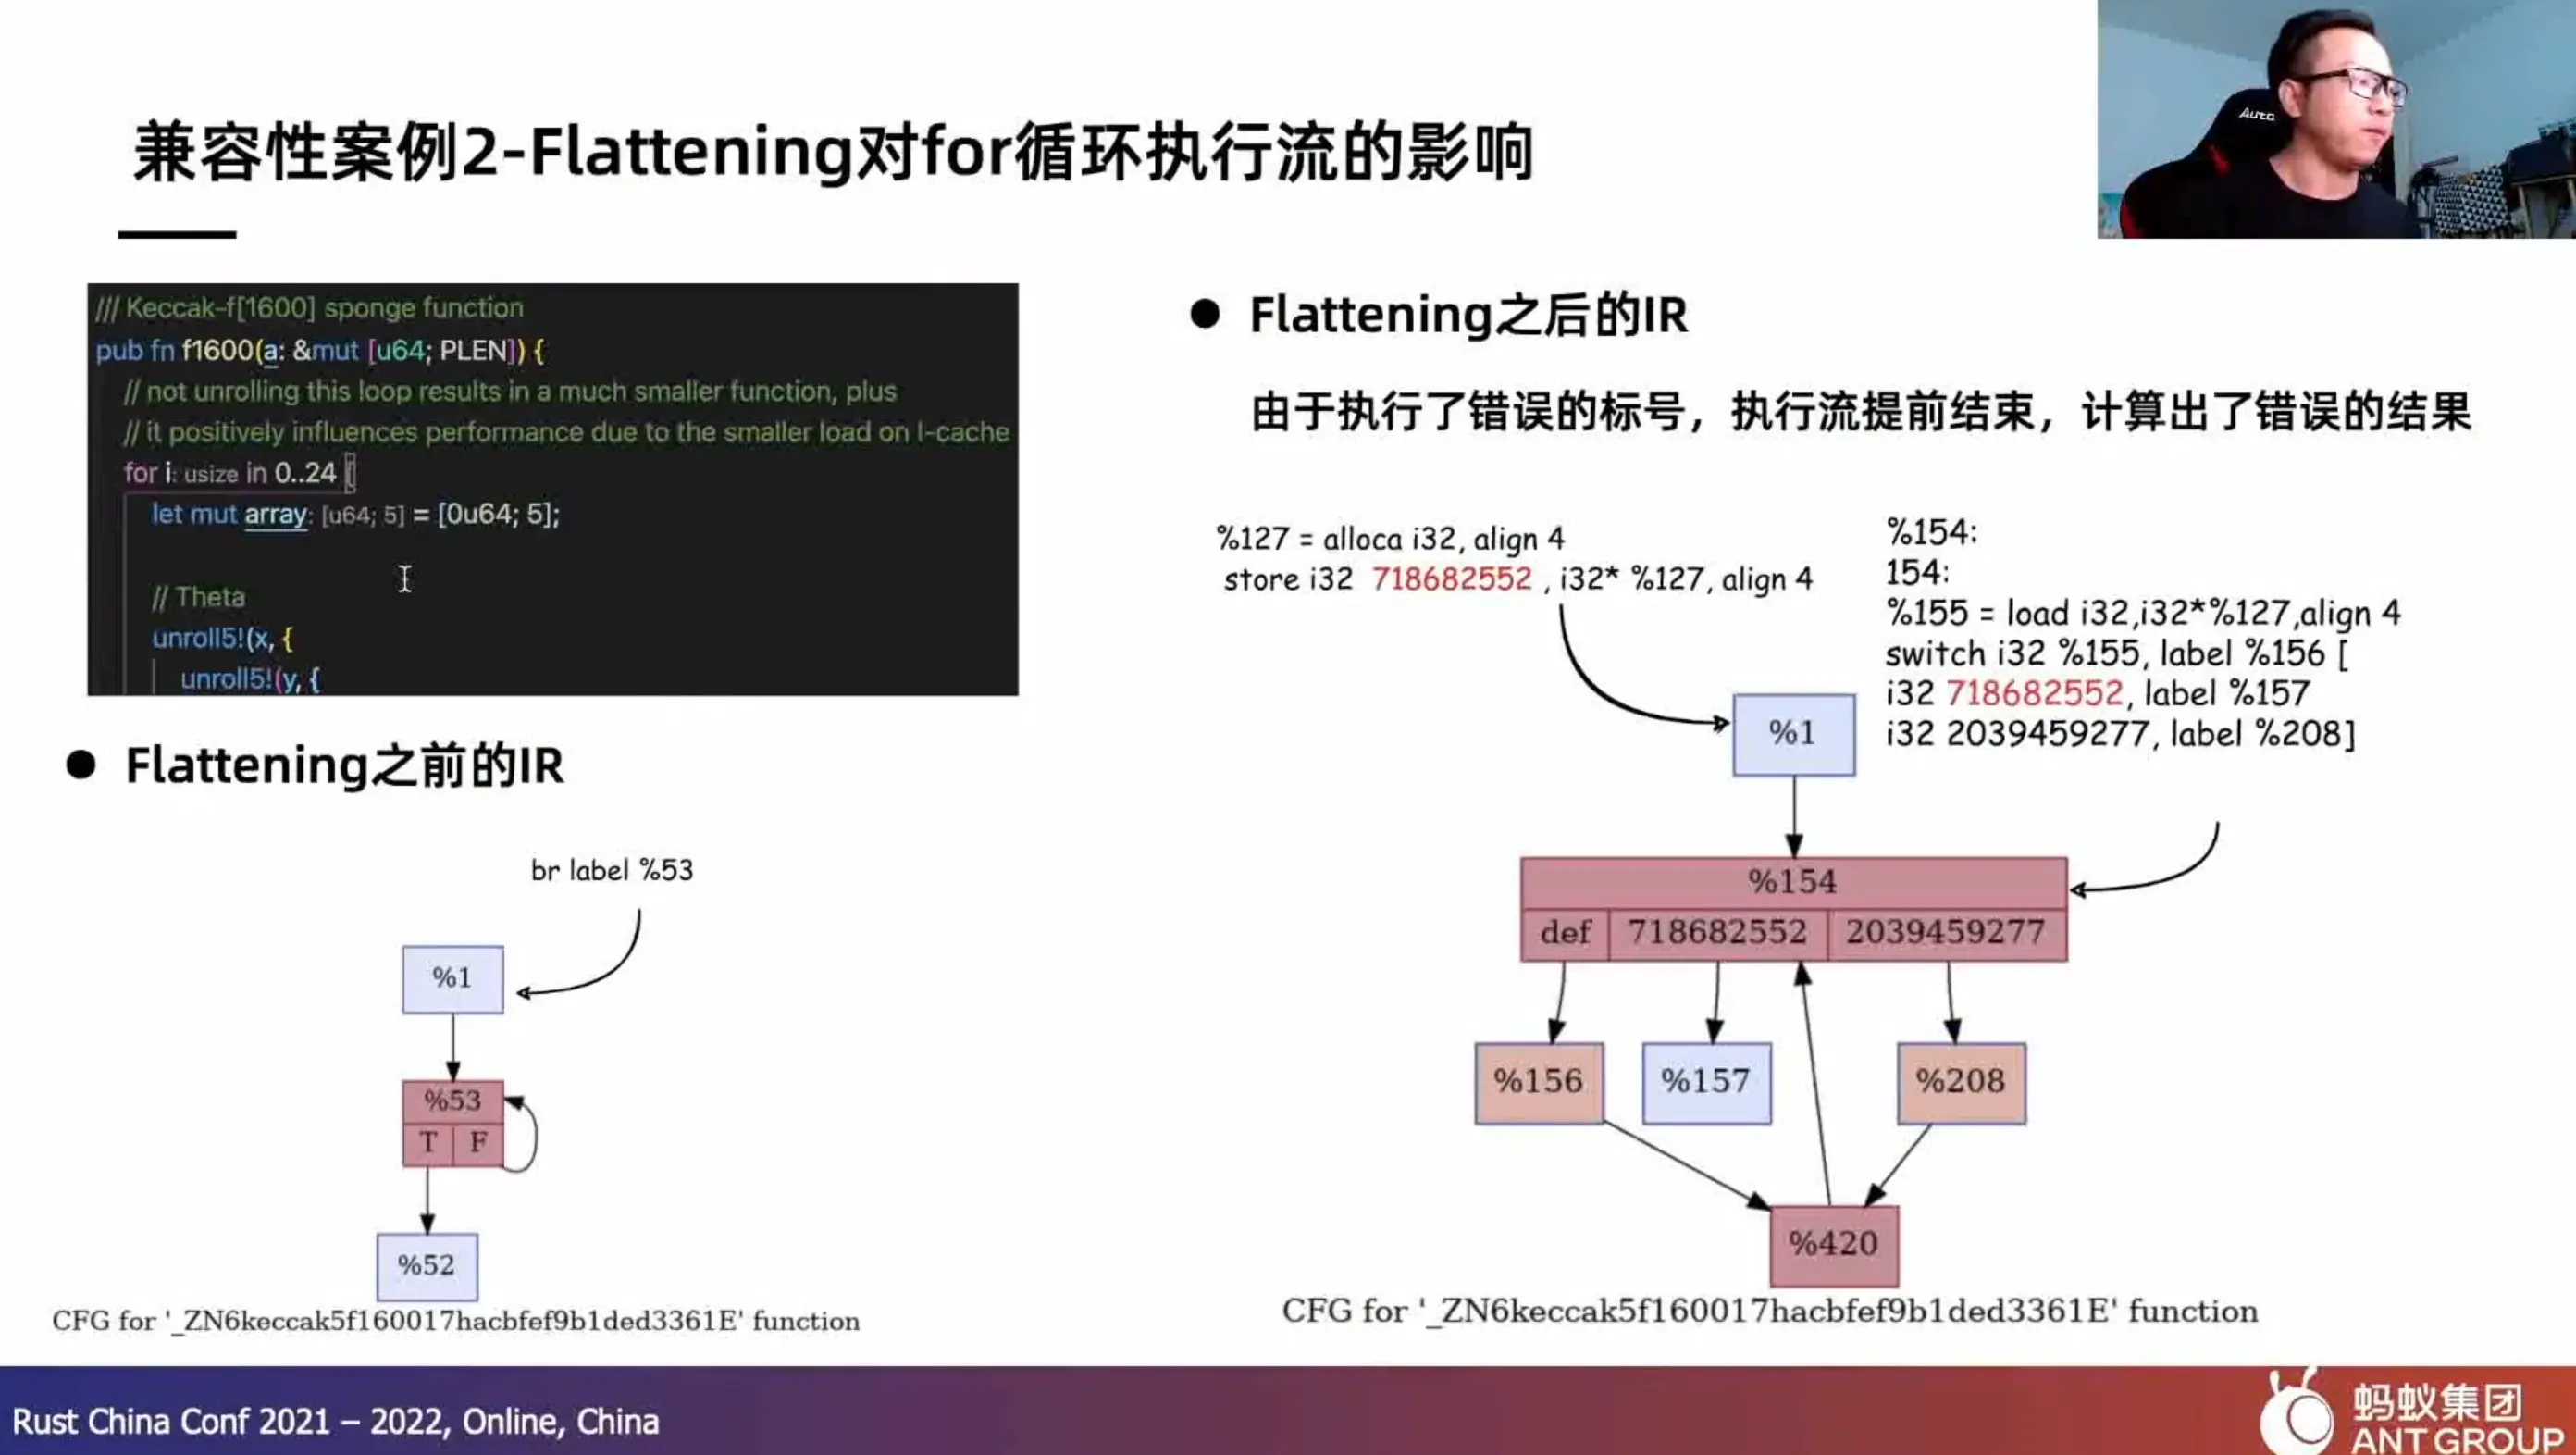 兼容性案例2-Flattening对for循环执行流的影响
Auto
/// Keccak-f[1600] sponge function
pub fn f1600(a: &mut [u64; PLEN]) {
// not unrolling this loop results in a much smaller function, plus
// it positively influences performance due to the smaller load on I-cache
for i: usize in 0..24 {
let mut array: [u64; 5] = [0u64; 5];
// Theta
unroll5!(x, {
unroll5!(y, {
● Flattening之前的IR
br label %53
%1
%53
T F
%52
CFG for '_ZN6keccak5f160017hacbfef9b1ded3361E' function
● Flattening之后的IR
由于执行了错误的标号，执行流提前结束，计算出了错误的结果
%127 = alloca i32, align 4
store i32 718682552 , i32* %127, align 4
%154:
154:
%155 = load i32,i32*%127,align 4
switch i32 %155, label %156 [
i32 718682552, label %157
i32 2039459277, label %208]
%1
%154
def 718682552 2039459277
%156 %157 %208
%420
CFG for '_ZN6keccak5f160017hacbfef9b1ded3361E' function
Rust China Conf 2021 – 2022, Online, China
蚂蚁集团
ANT GROUP